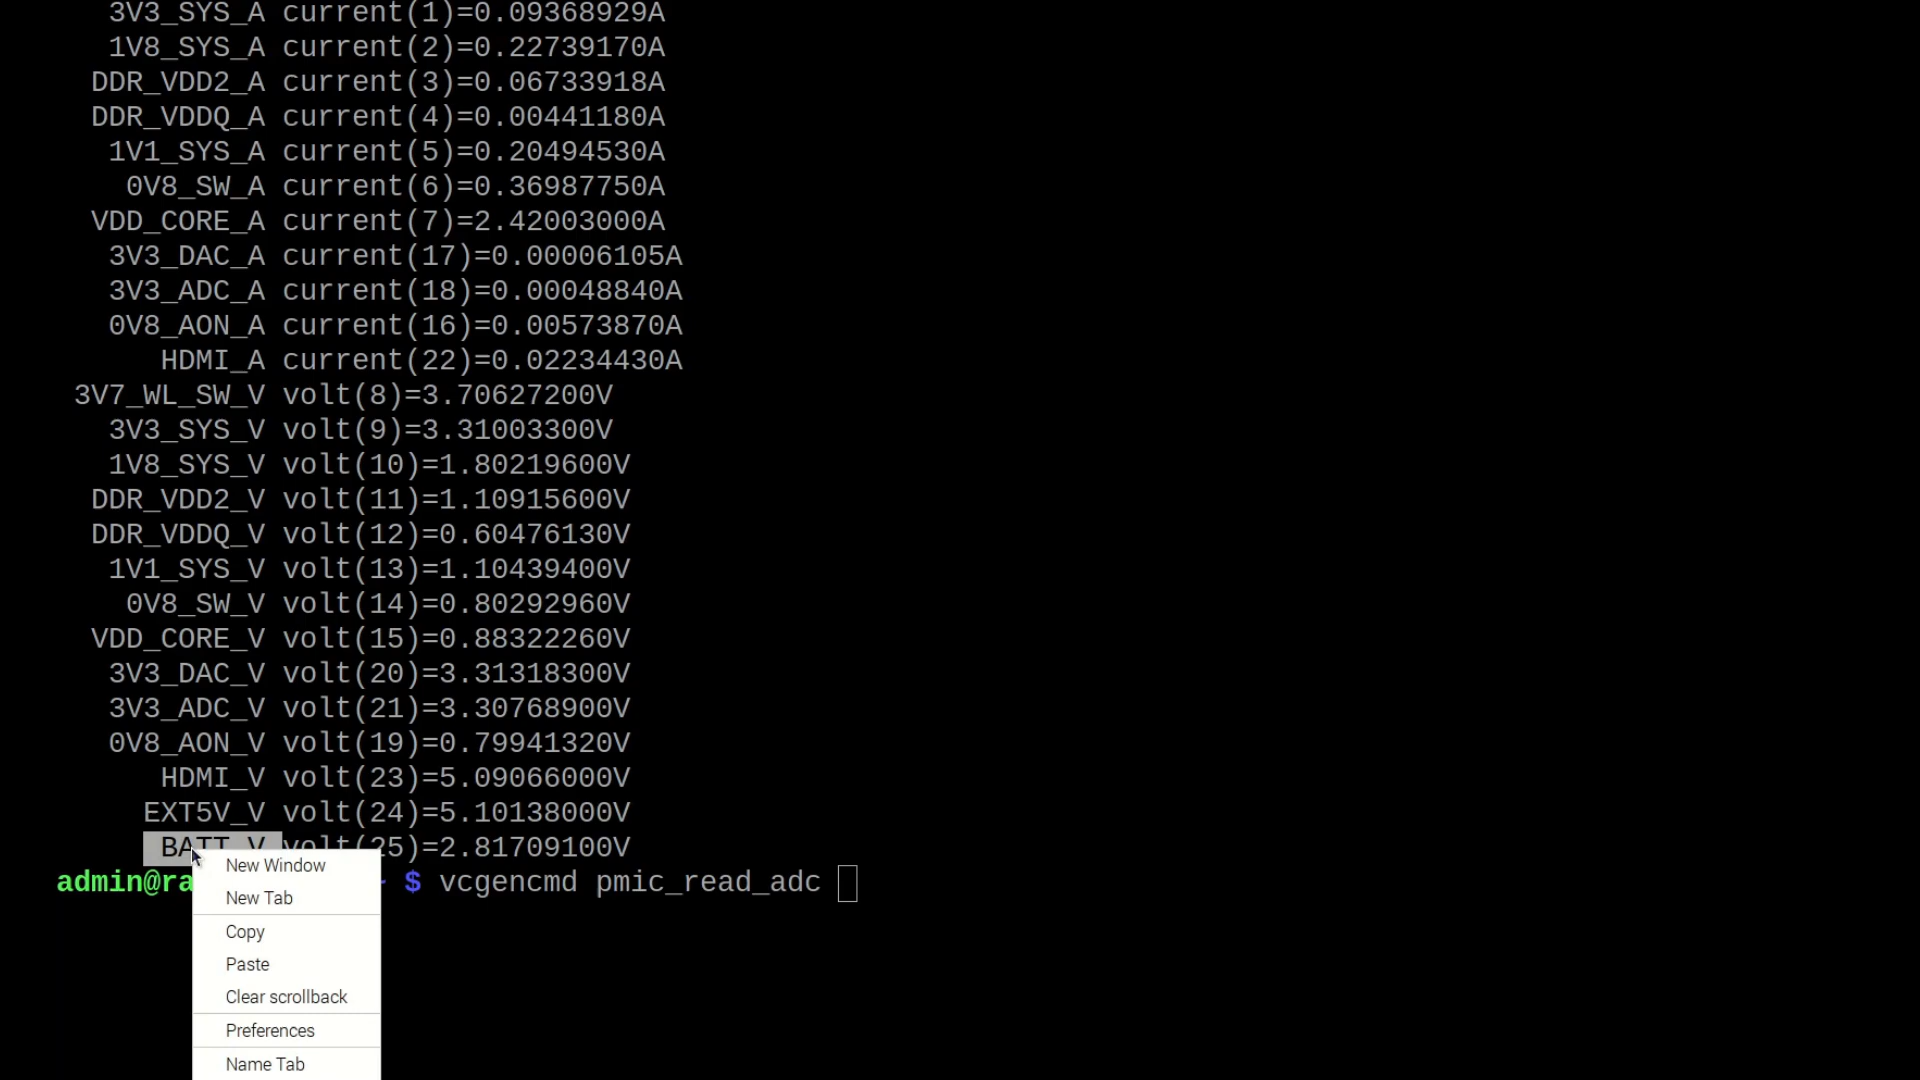 3V3_SYS_A current(1)=0.09368929A
1V8_SYS_A current(2)=0.22739170A
DDR_VDD2_A current(3)=0.06733918A
DDR_VDDQ_A current(4)=0.00441180A
1V1_SYS_A current(5)=0.20494530A
0V8_SW_A current(6)=0.36987750A
VDD_CORE_A current(7)=2.42003000A
3V3_DAC_A current(17)=0.00006105A
3V3_ADC_A current(18)=0.00048840A
0V8_AON_A current(16)=0.00573870A
HDMI_A current(22)=0.02234430A
3V7_WL_SW_V volt(8)=3.70627200V
3V3_SYS_V volt(9)=3.31003300V
1V8_SYS_V volt(10)=1.80219600V
DDR_VDD2_V volt(11)=1.10915600V
DDR_VDDQ_V volt(12)=0.60476130V
1V1_SYS_V volt(13)=1.10439400V
0V8_SW_V volt(14)=0.80292960V
VDD_CORE_V volt(15)=0.88322260V
3V3_DAC_V volt(20)=3.31318300V
3V3_ADC_V volt(21)=3.30768900V
0V8_AON_V volt(19)=0.79941320V
HDMI_V volt(23)=5.09066000V
EXT5V_V volt(24)=5.10138000V
BATT_V volt(25)=2.81709100V
admin@ra $ vcgencmd pmic_read_adc
New Window
New Tab
Copy
Paste
Clear scrollback
Preferences
Name Tab